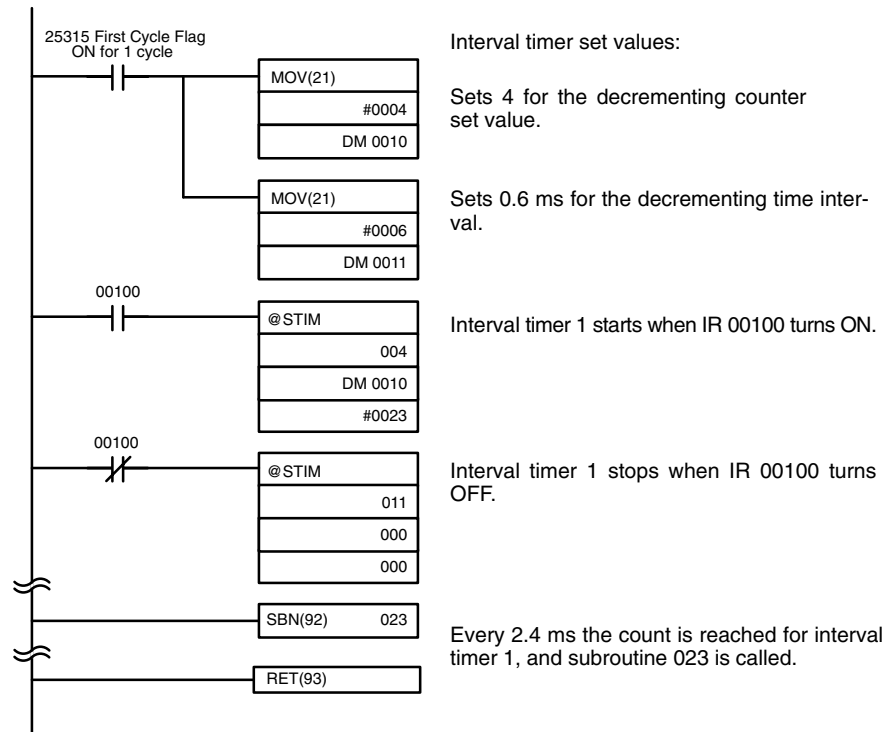 25315 First Cycle Flag
ON for 1 cycle
MOV(21)
#0004
DM 0010
Interval timer set values:
Sets 4 for the decrementing counter
set value.
MOV(21)
#0006
DM 0011
Sets 0.6 ms for the decrementing time inter-
val.
00100
@STIM
004
DM 0010
#0023
Interval timer 1 starts when IR 00100 turns ON.
00100
@STIM
011
000
000
Interval timer 1 stops when IR 00100 turns
OFF.
SBN(92) 023
Every 2.4 ms the count is reached for interval
timer 1, and subroutine 023 is called.
RET(93)